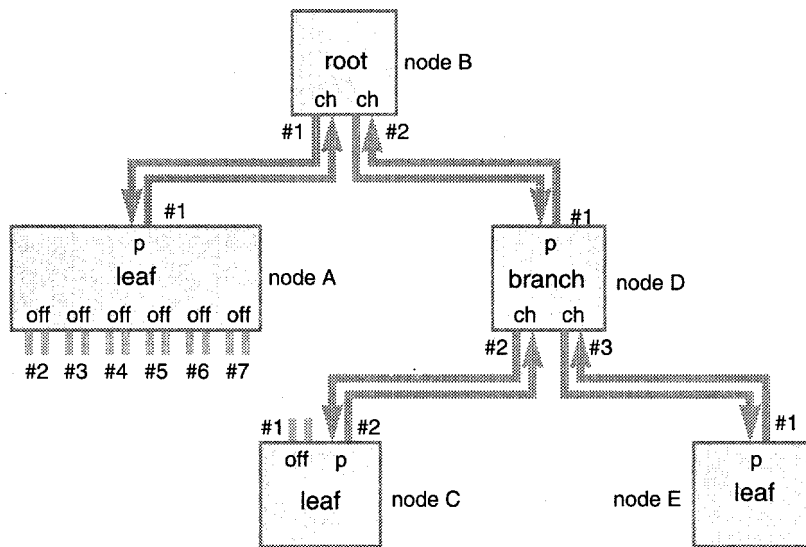 root node B
ch ch
#1 #2
#1 #1
p p
leaf node A branch node D
off off off off off off ch ch
#2 #3 #4 #5 #6 #7 #2 #3
#1 #2 #1
off p p
leaf node C node E leaf